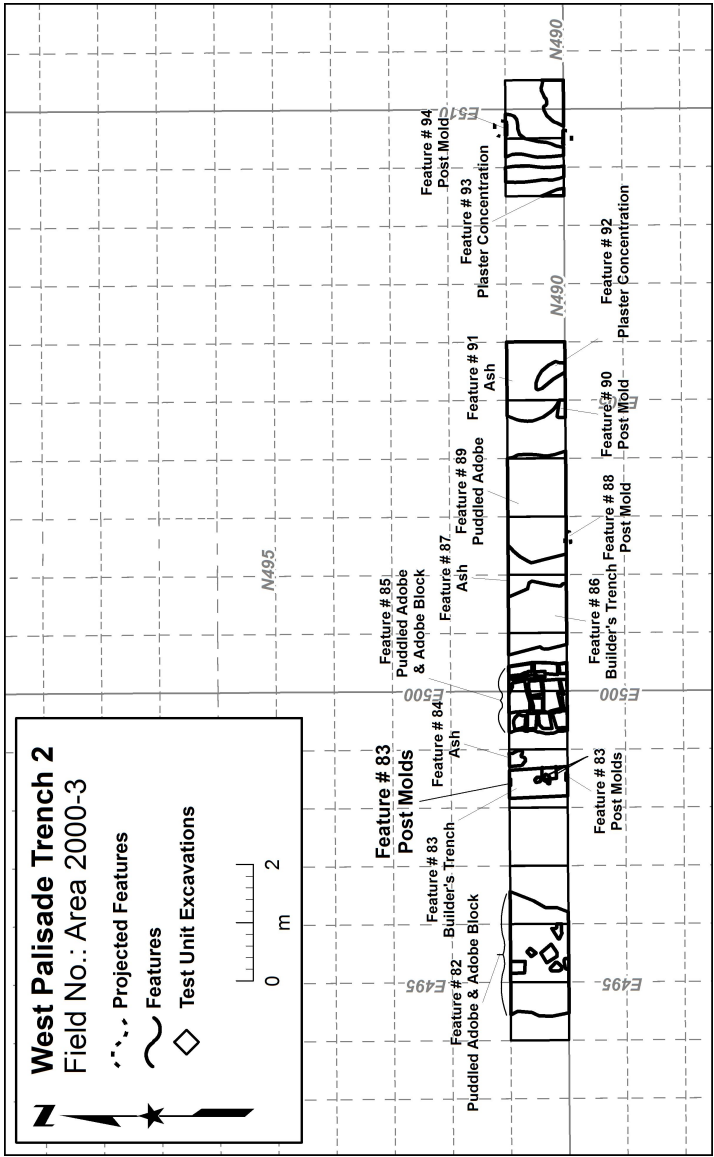 West Palisade Trench 2
Field No.: Area 2000-3
Projected Features
Features
Test Unit Excavations
0
2
m
N
N495
N490
N490
E495
E495
E500
E500
E505
E510
Feature # 82
Puddled Adobe & Adobe Block
Feature # 83
Builder's Trench
Feature # 83
Post Molds
Feature # 83
Post Molds
Feature # 84
Ash
Feature # 85
Puddled Adobe
& Adobe Block
Feature # 86
Builder's Trench
Feature # 87
Ash
Feature # 88
Post Mold
Feature # 89
Puddled Adobe
Feature # 90
Post Mold
Feature # 91
Ash
Feature # 92
Plaster Concentration
Feature # 93
Plaster Concentration
Feature # 94
Post Mold